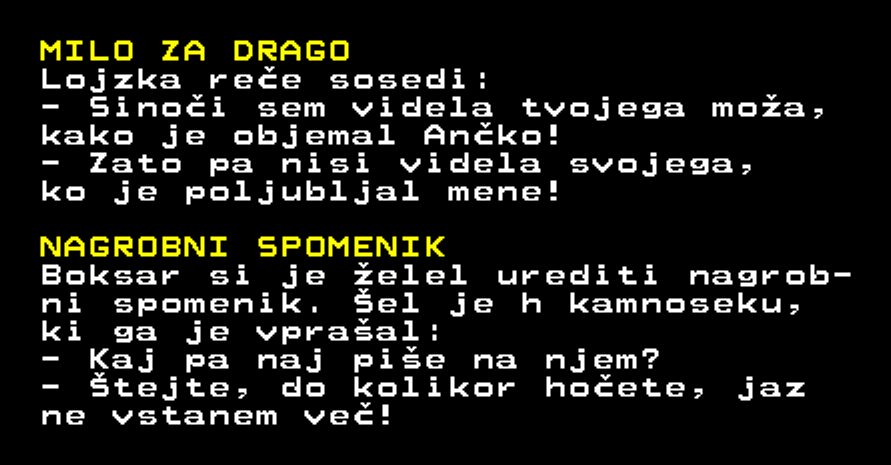 MILO ZA DRAGO
Lojzka reče sosedi:
- Sinoči sem videla tvojega moža,
kako je objemal Ančko!
- Zato pa nisi videla svojega,
ko je poljubljal mene!
NAGROBNI SPOMENIK
Boksar si je želel urediti nagrob-
ni spomenik. Šel je h kamnoseku,
ki ga je vprašal:
- Kaj pa naj piše na njem?
- Štejte, do kolikor hočete, jaz
ne vstanem več!